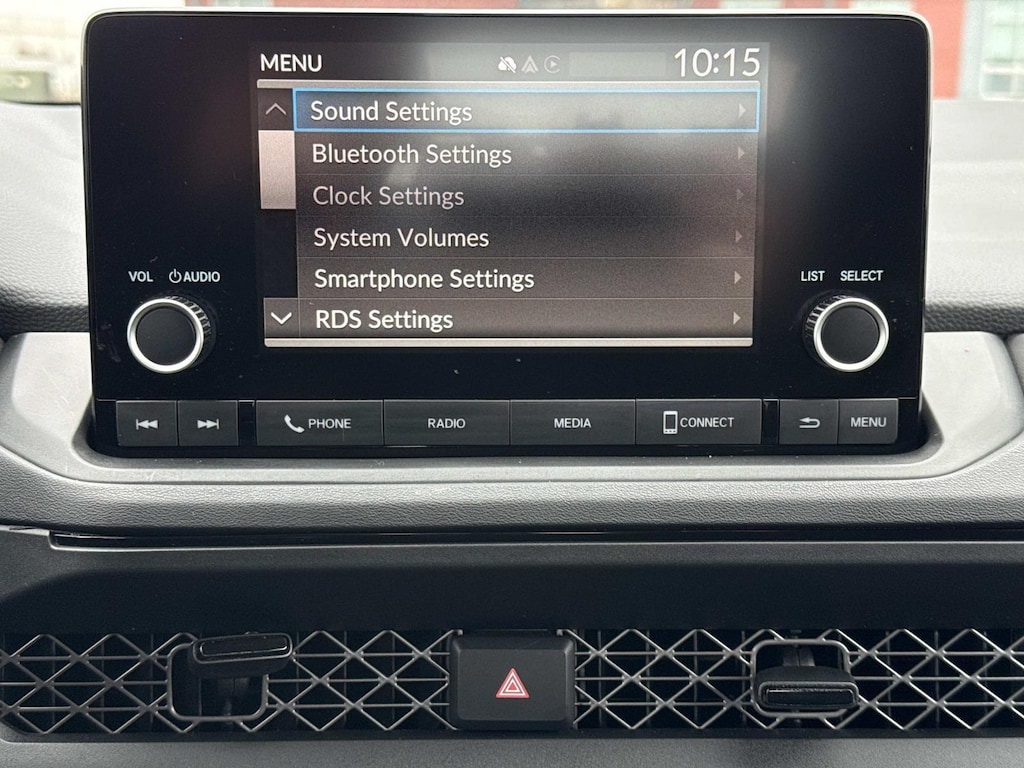 MENU 10:15
Sound Settings
Bluetooth Settings
Clock Settings
System Volumes
Smartphone Settings
RDS Settings
VOL AUDIO
LIST SELECT
PHONE RADIO MEDIA CONNECT MENU